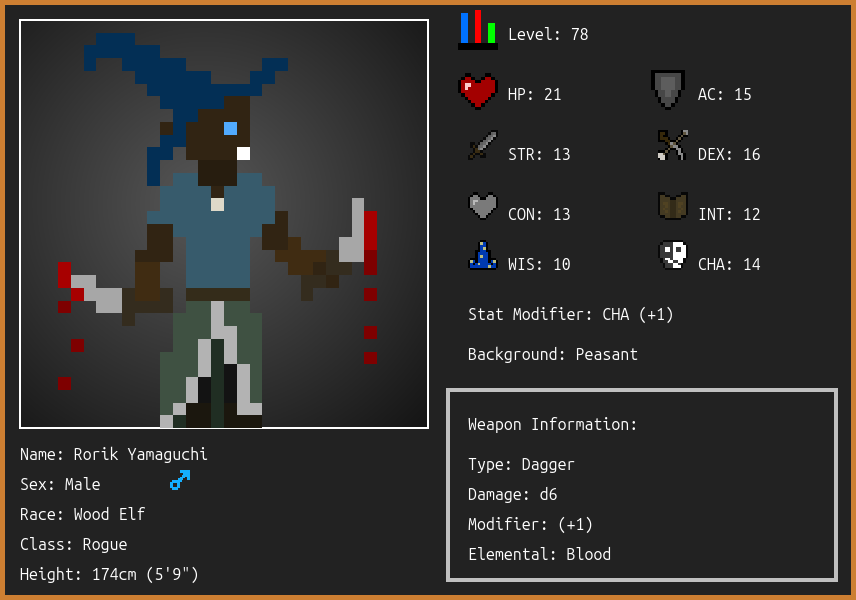 Level: 78
HP: 21
AC: 15
STR: 13
DEX: 16
CON: 13
INT: 12
WIS: 10
CHA: 14
Stat Modifier: CHA (+1)
Background: Peasant
Weapon Information:
Type: Dagger
Damage: d6
Modifier: (+1)
Elemental: Blood
Name: Rorik Yamaguchi
Sex: Male
Race: Wood Elf
Class: Rogue
Height: 174cm (5'9")